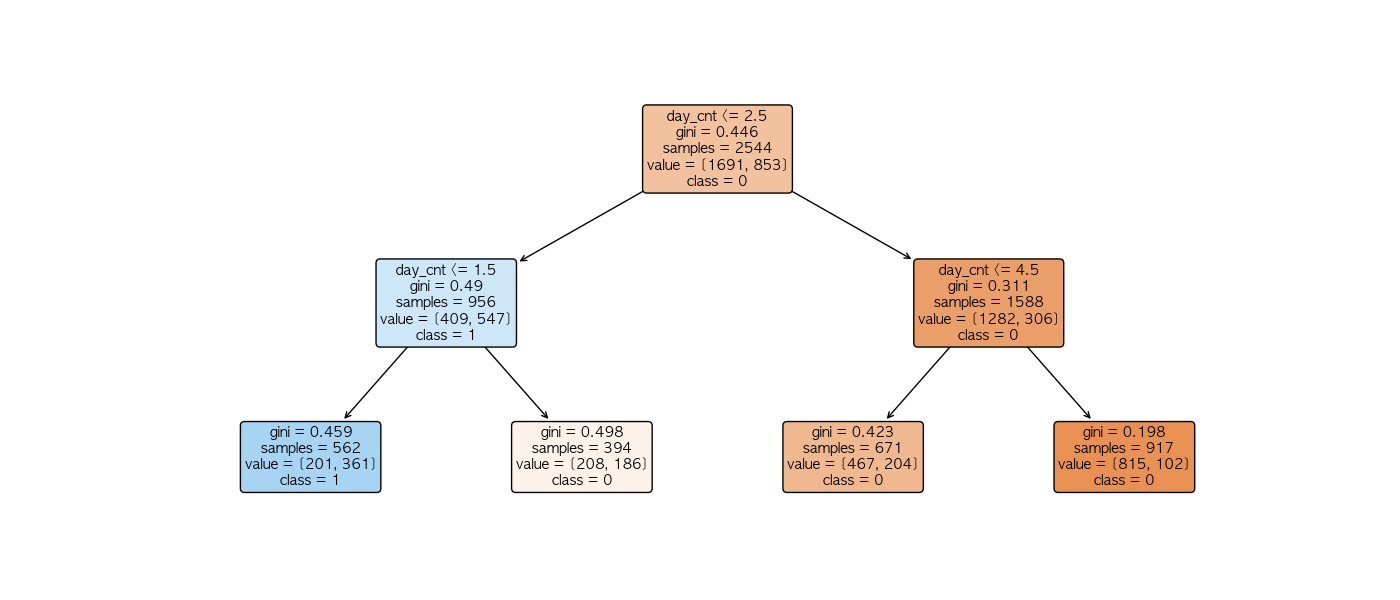 day_cnt <= 2.5
gini = 0.446
samples = 2544
value = [1691, 853]
class = 0
day_cnt <= 1.5
gini = 0.49
samples = 956
value = [409, 547]
class = 1
day_cnt <= 4.5
gini = 0.311
samples = 1588
value = [1282, 306]
class = 0
gini = 0.459
samples = 562
value = [201, 361]
class = 1
gini = 0.498
samples = 394
value = [208, 186]
class = 0
gini = 0.423
samples = 671
value = [467, 204]
class = 0
gini = 0.198
samples = 917
value = [815, 102]
class = 0